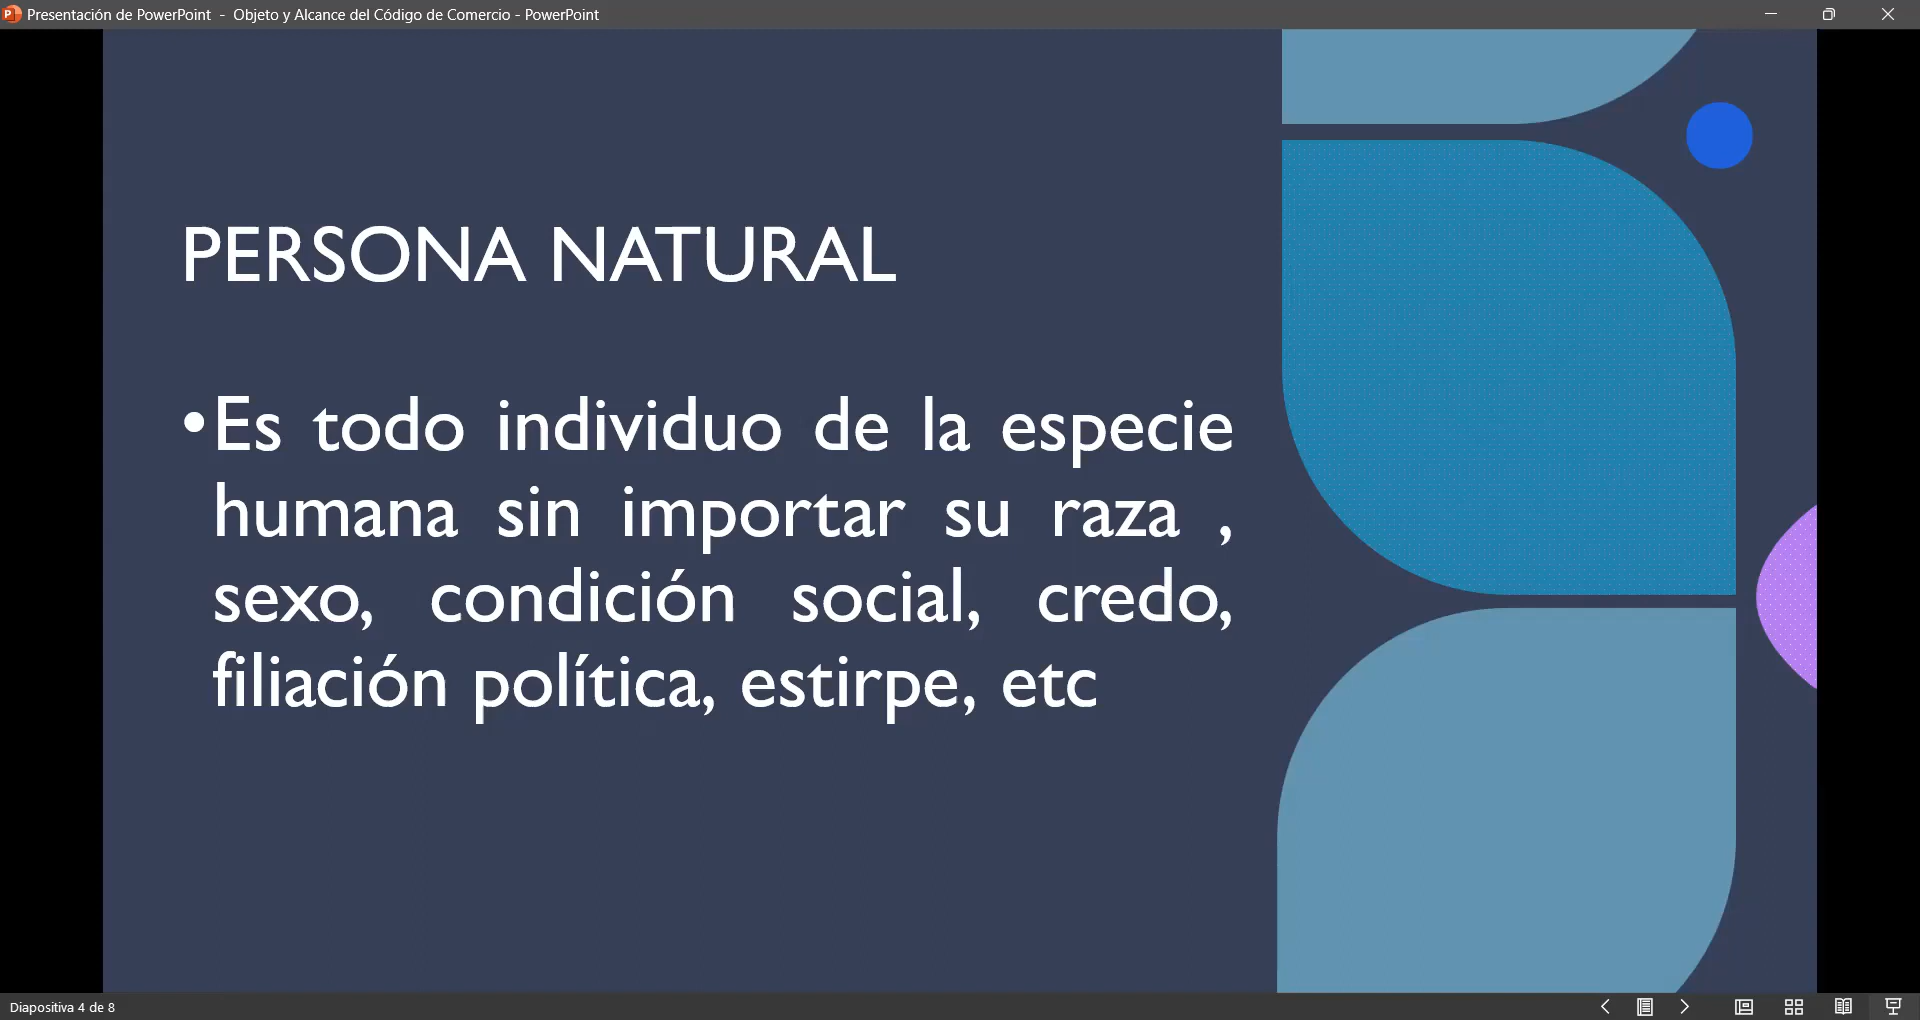 Presentación de PowerPoint - Objeto y Alcance del Código de Comercio - PowerPoint
PERSONA NATURAL
•Es todo individuo de la especie
humana sin importar su raza ,
sexo, condición social, credo,
filiación política, estirpe, etc
Diapositiva 4 de 8